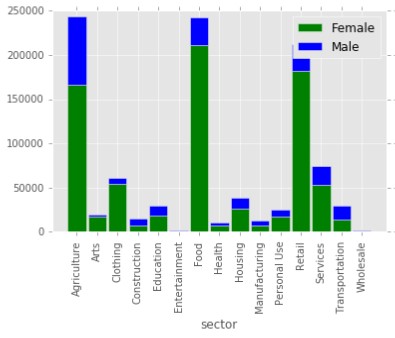 250000
200000
150000
100000
50000
0
Female
Male
Agriculture
Arts
Clothing
Construction
Education
Entertainment
Food
Health
Housing
Manufacturing
Personal Use
Retail
Services
Transportation
Wholesale
sector